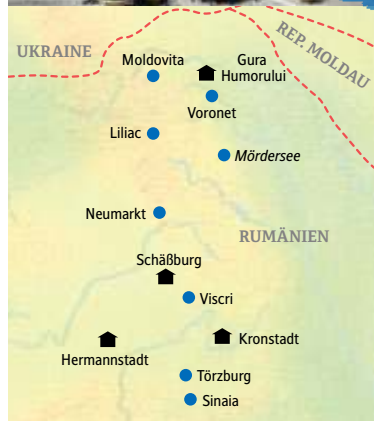 UKRAINE
REP. MOLDAU
Moldovita
Gura
Humorului
Voronet
Liliac
Mördersee
Neumarkt
RUMÄNIEN
Schäßburg
Viscri
Kronstadt
Hermannstadt
Törzburg
Sinaia